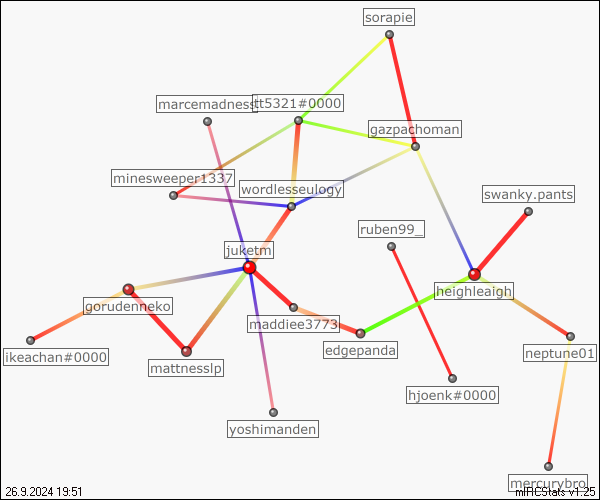 sorapie
marcemadness
tt5321#0000
gazpachoman
minesweeper1337
wordlesseulogy
swanky.pants
ruben99_
juketm
heighleaigh
gorudenneko
maddiee3773
edgepanda
neptune01
ikeachan#0000
mattnesslp
hjoenk#0000
yoshimanden
mercurybro
26.9.2024 19:51
mIRCStats v1.25